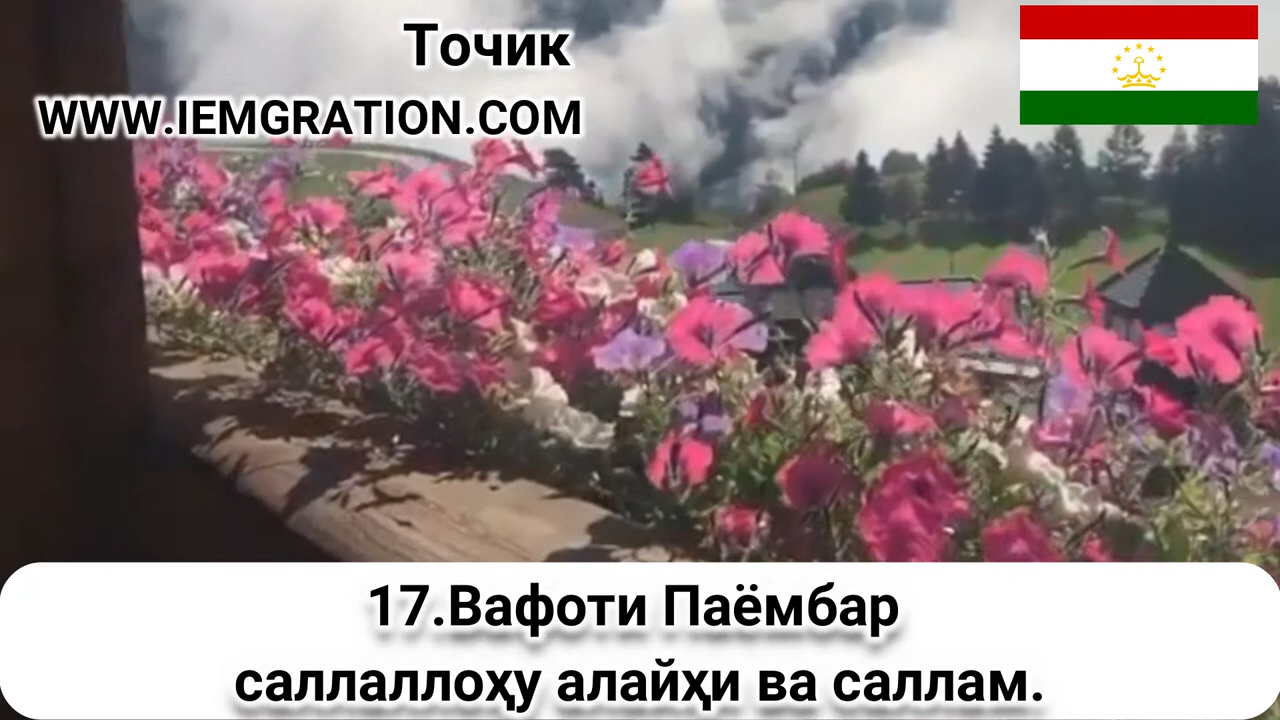 Точик
WWW.IEMGRATION.COM
17.Вафоти Паёмбар
саллаллоҳу алайҳи ва саллам.